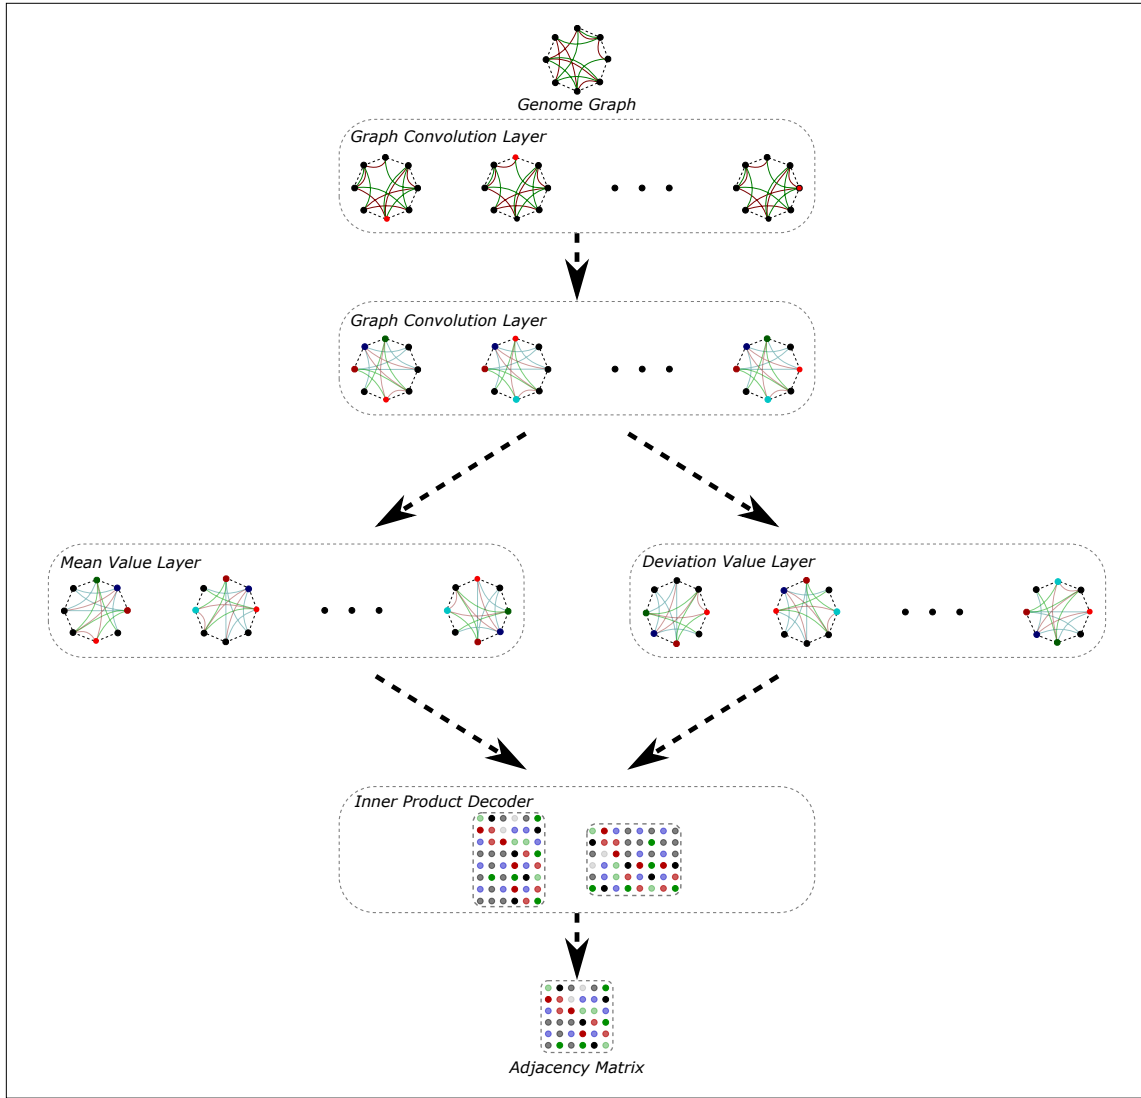 Genome Graph
Graph Convolution Layer
Graph Convolution Layer
Mean Value Layer
Deviation Value Layer
Inner Product Decoder
Adjacency Matrix